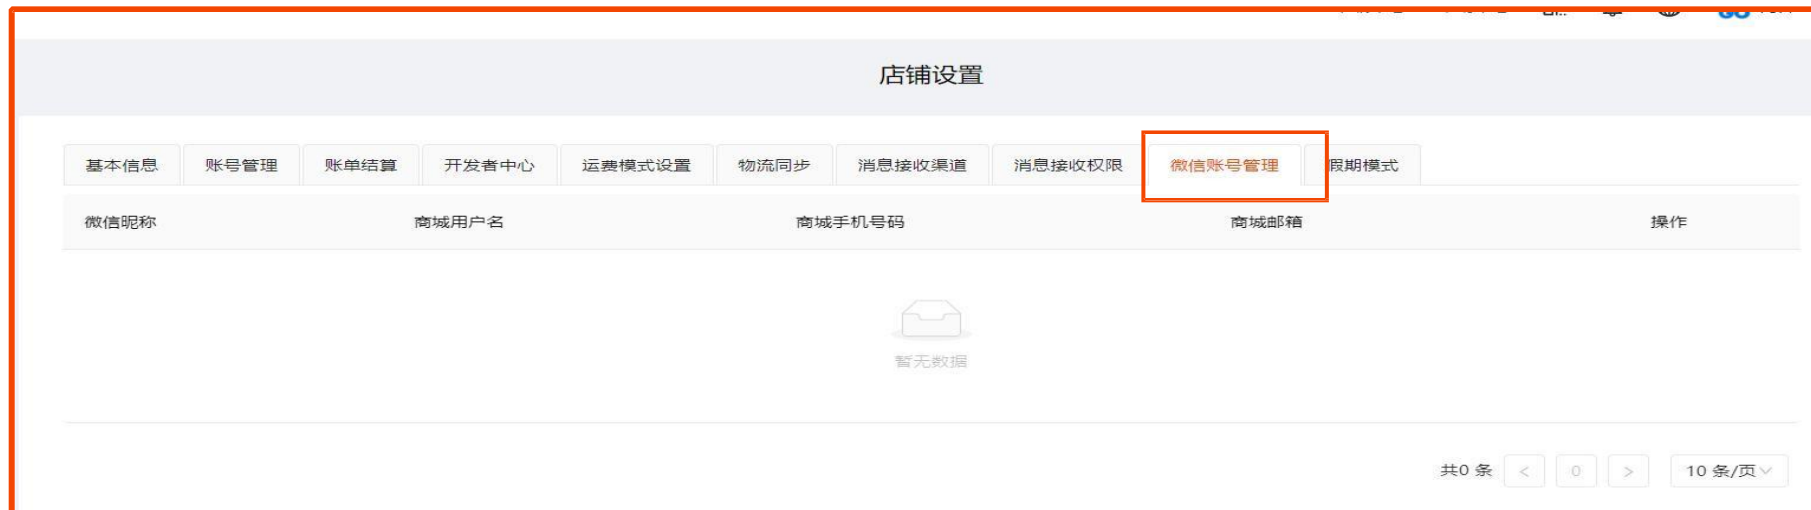 店铺设置
基本信息 账号管理 账单结算 开发者中心 运费模式设置 物流同步 消息接收渠道 消息接收权限 微信账号管理 假期模式
微信昵称 商城用户名 商城手机号码 商城邮箱 操作
暂无数据
共0 条 < 0 > 10 条/页